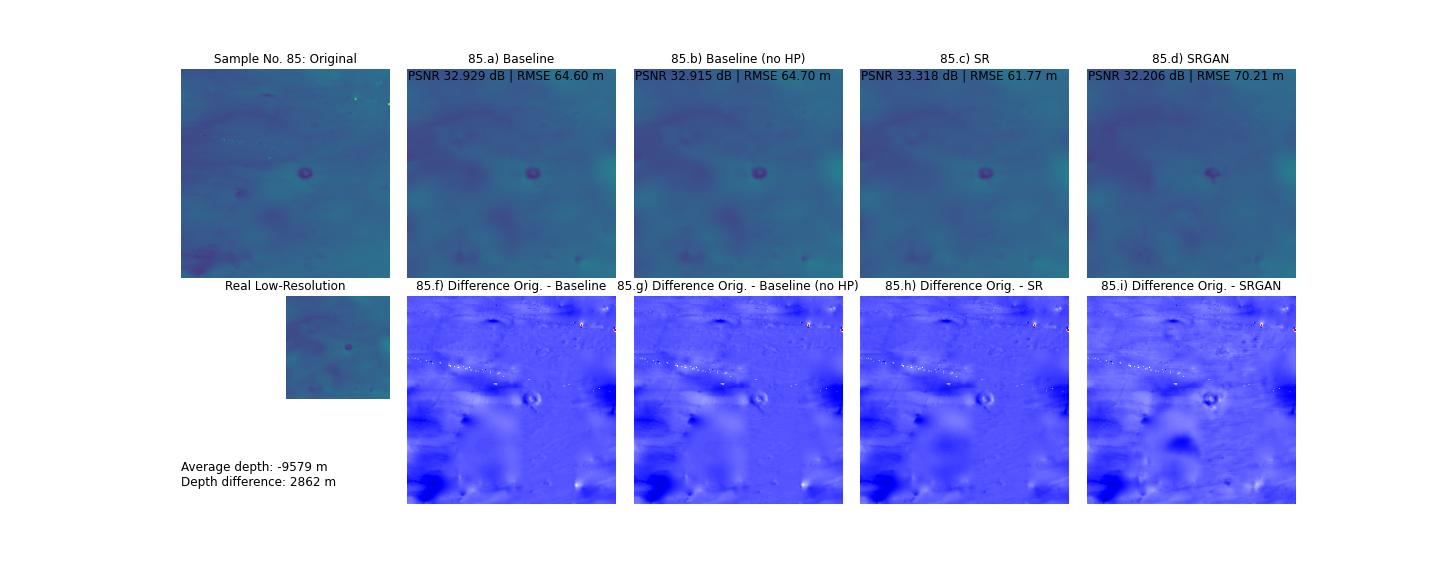 Sample No. 85: Original
85.a) Baseline
85.b) Baseline (no HP)
85.c) SR
85.d) SRGAN
PSNR 32.929 dB | RMSE 64.60 m
PSNR 32.915 dB | RMSE 64.70 m
PSNR 33.318 dB | RMSE 61.77 m
PSNR 32.206 dB | RMSE 70.21 m
Real Low-Resolution
85.f) Difference Orig. - Baseline
85.g) Difference Orig. - Baseline (no HP)
85.h) Difference Orig. - SR
85.i) Difference Orig. - SRGAN
Average depth: -9579 m
Depth difference: 2862 m